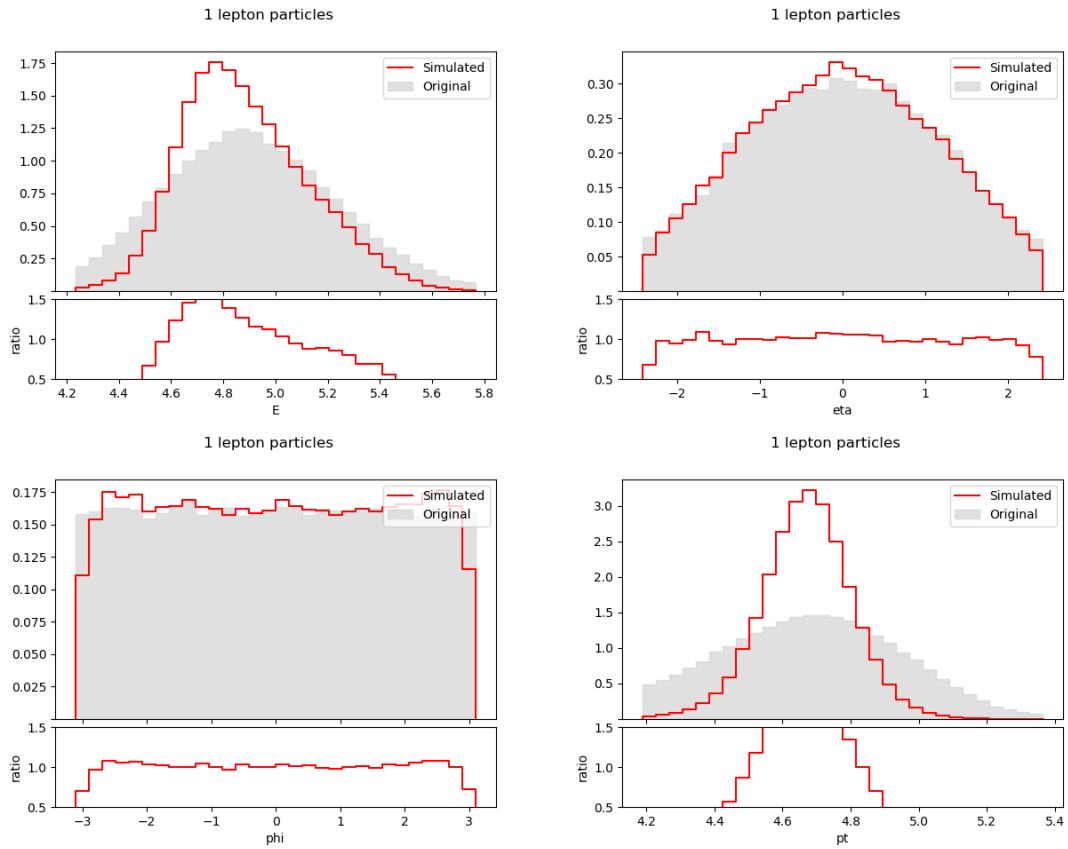 1 lepton particles
1.75
1.50
1.25
1.00
0.75
0.50
0.25
Simulated
Original
1.5
1.0
0.5
ratio
4.2 4.4 4.6 4.8 5.0 5.2 5.4 5.6 5.8
E
1 lepton particles
0.30
0.25
0.20
0.15
0.10
0.05
Simulated
Original
1.5
1.0
0.5
ratio
−2 −1 0 1 2
eta
1 lepton particles
0.175
0.150
0.125
0.100
0.075
0.050
0.025
Simulated
Original
1.5
1.0
0.5
ratio
−3 −2 −1 0 1 2 3
phi
1 lepton particles
3.0
2.5
2.0
1.5
1.0
0.5
Simulated
Original
1.5
1.0
0.5
ratio
4.2 4.4 4.6 4.8 5.0 5.2 5.4
pt